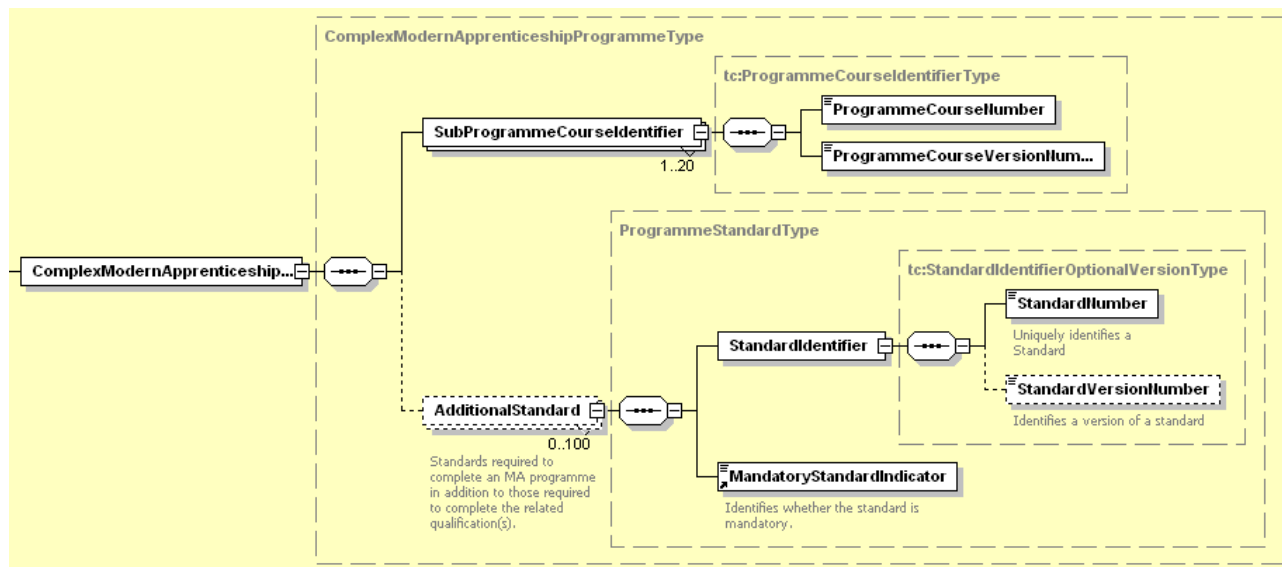 ComplexModernApprenticeshipProgrammeType
tc:ProgrammeCourseIdentifierType
ProgrammeCourseNumber
SubProgrammeCourseIdentifier
ProgrammeCourseVersionNum...
1..20
ProgrammeStandardType
ComplexModernApprenticeship...
tc:StandardIdentifierOptionalVersionType
StandardNumber
Uniquely identifies a
Standard
StandardIdentifier
StandardVersionNumber
Identifies a version of a standard
AdditionalStandard
0..100
Standards required to
complete an MA programme
in addition to those required
to complete the related
qualification(s).
MandatoryStandardIndicator
Identifies whether the standard is
mandatory.